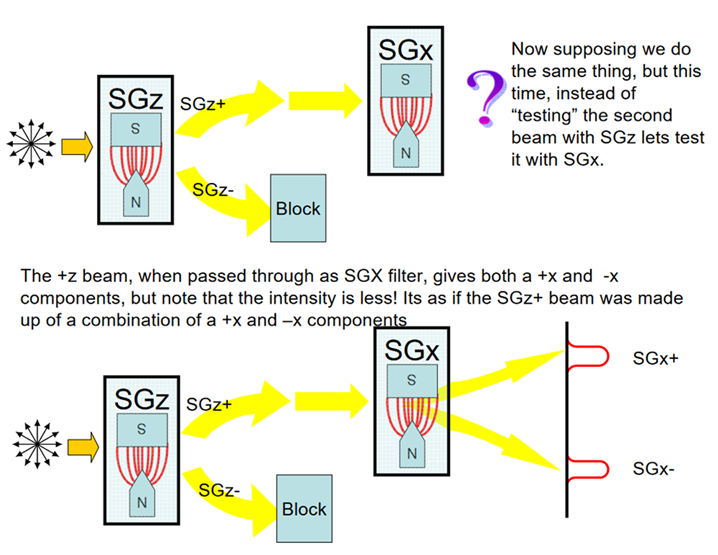 SGx
S
N
SGz
S
N
SGz+
SGz-
Block
?
Now supposing we do
the same thing, but this
time, instead of
“testing” the second
beam with SGz lets test
it with SGx.
The +z beam, when passed through as SGX filter, gives both a +x and -x
components, but note that the intensity is less! Its as if the SGz+ beam was made
up of a combination of a +x and –x components
SGx
S
N
SGz
S
N
SGz+
SGz-
Block
SGx+
SGx-